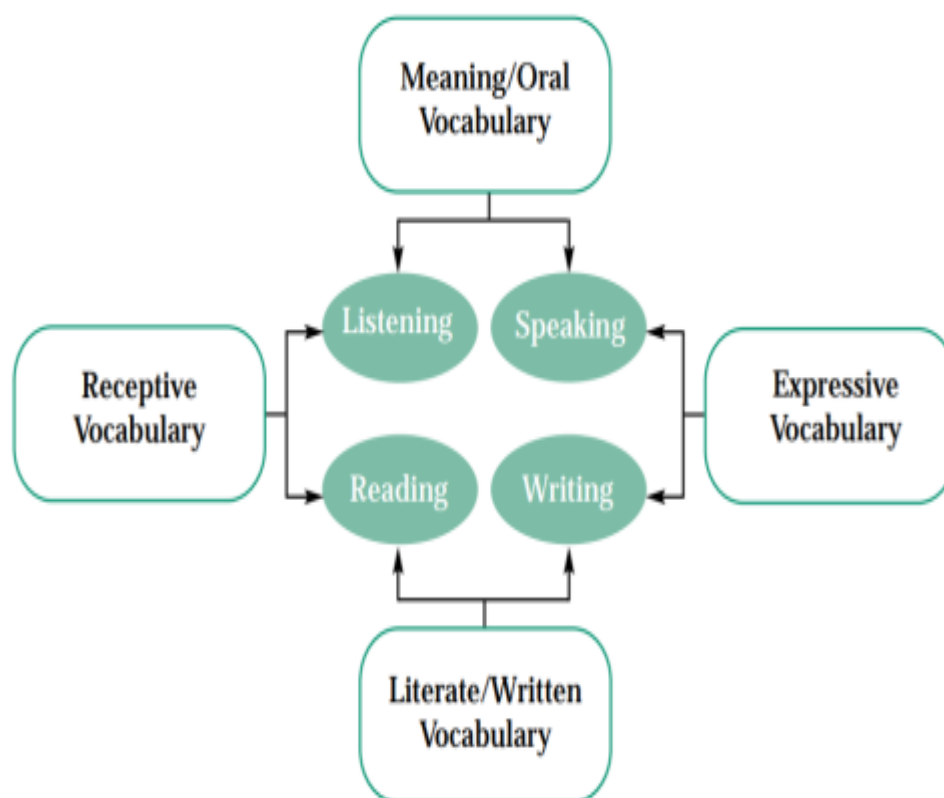 Meaning/Oral
Vocabulary
Listening
Speaking
Receptive
Vocabulary
Expressive
Vocabulary
Reading
Writing
Literate/Written
Vocabulary